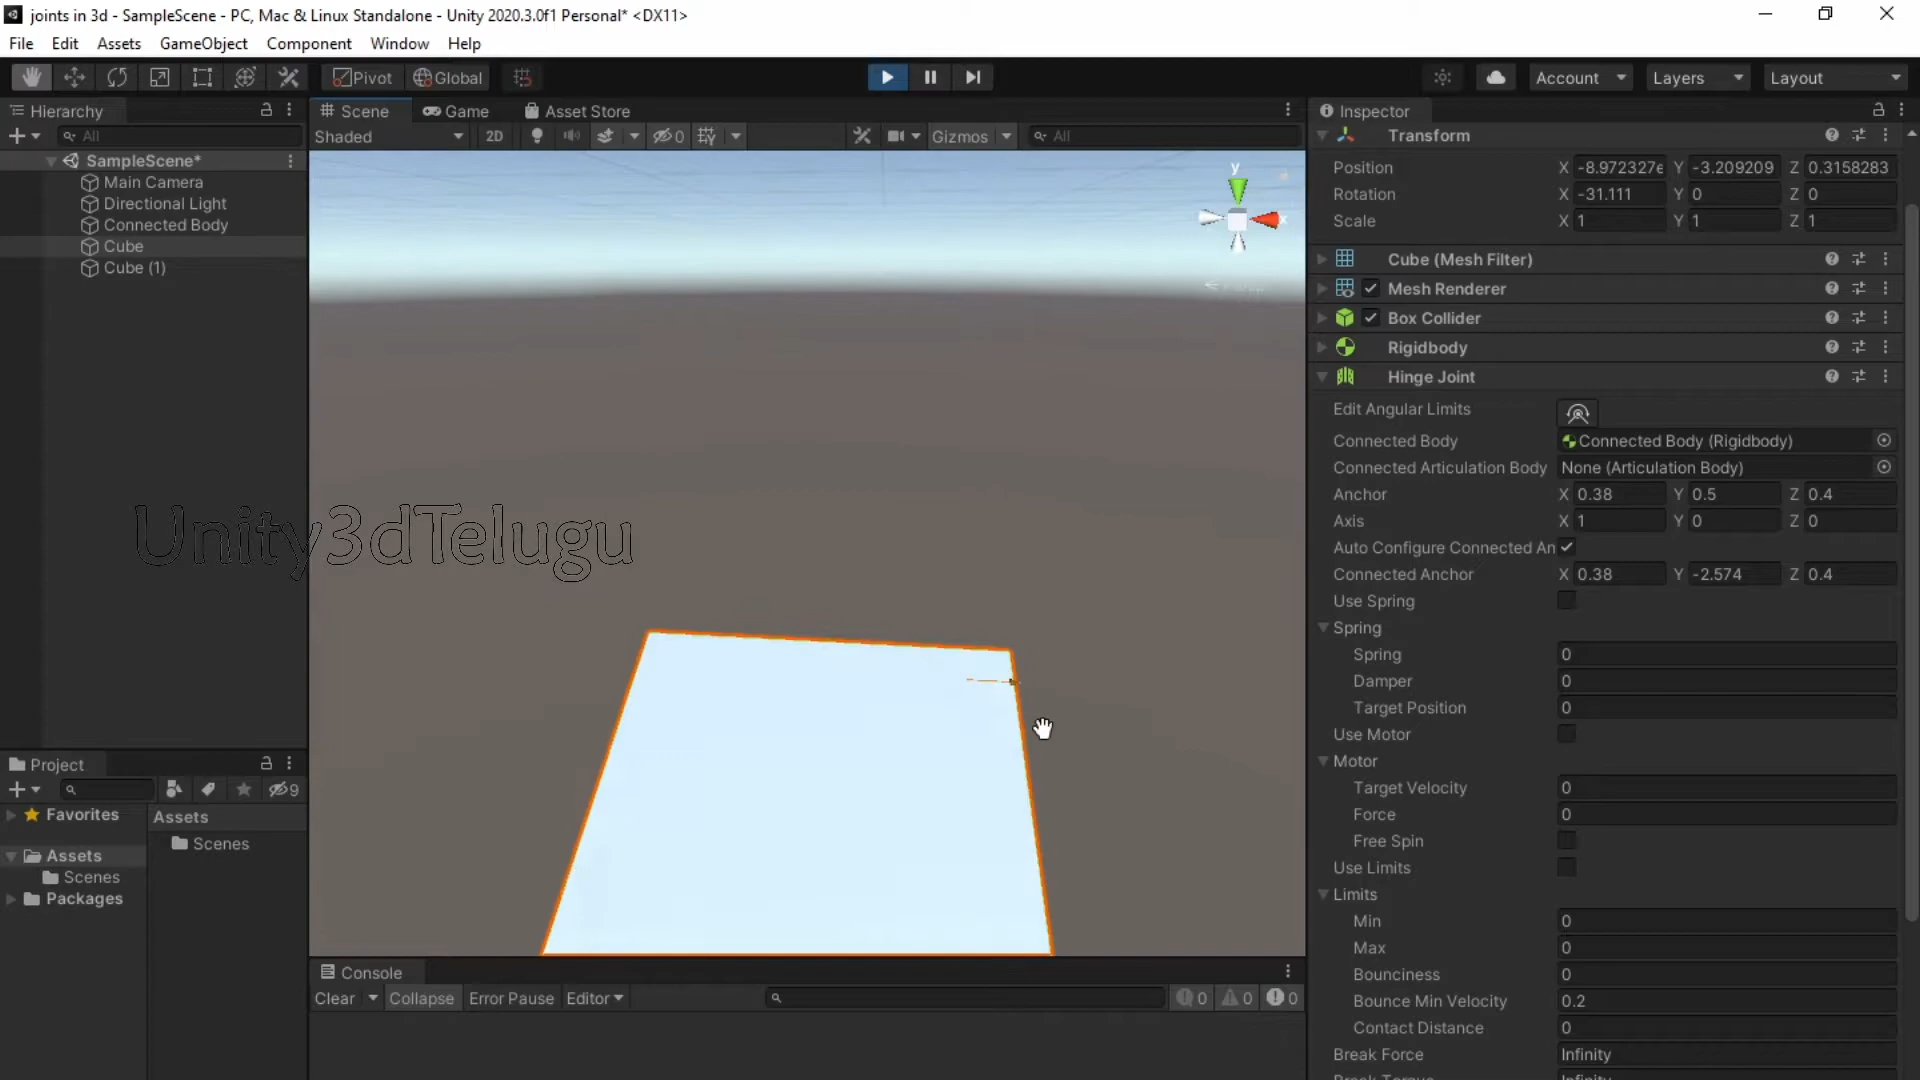 joints in 3d - SampleScene - PC, Mac & Linux Standalone - Unity 2020.3.0f1 Personal* <DX11>
File Edit Assets GameObject Component Window Help
Pivot Global Account Layers Layout
Hierarchy
All
SampleScene*
Main Camera
Directional Light
Connected Body
Cube
Cube (1)
Scene Game Asset Store
Shaded 2D 0 Gizmos All
y
x
Unity3dTelugu
Inspector
Transform
Position X -8.972327e Y -3.209209 Z 0.3158283
Rotation X -31.111 Y 0 Z 0
Scale X 1 Y 1 Z 1
Cube (Mesh Filter)
Mesh Renderer
Box Collider
Rigidbody
Hinge Joint
Edit Angular Limits
Connected Body Connected Body (Rigidbody)
Connected Articulation Body None (Articulation Body)
Anchor X 0.38 Y 0.5 Z 0.4
Axis X 1 Y 0 Z 0
Auto Configure Connected An
Connected Anchor X 0.38 Y -2.574 Z 0.4
Use Spring
Spring
Spring 0
Damper 0
Target Position 0
Use Motor
Motor
Target Velocity 0
Force 0
Free Spin
Use Limits
Limits
Min 0
Max 0
Bounciness 0
Bounce Min Velocity 0.2
Contact Distance 0
Break Force Infinity
Project
9
Favorites
Assets
Scenes
Packages
Assets
Scenes
Console
Clear Collapse Error Pause Editor 0 0 0